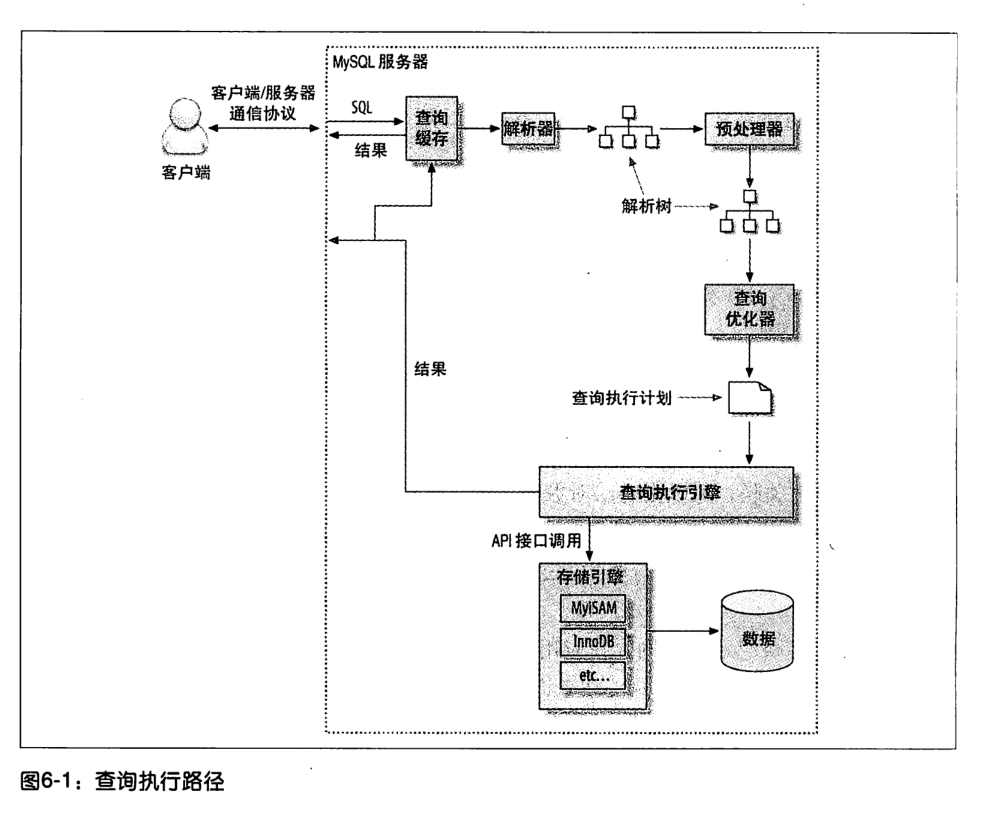 MySQL 服务器
客户端/服务器
通信协议
客户端
SQL
结果
查询
缓存
解析器
预处理器
解析树
查询
优化器
结果
查询执行计划
查询执行引擎
API 接口调用
存储引擎
MyISAM
InnoDB
etc...
数据
图6-1：查询执行路径